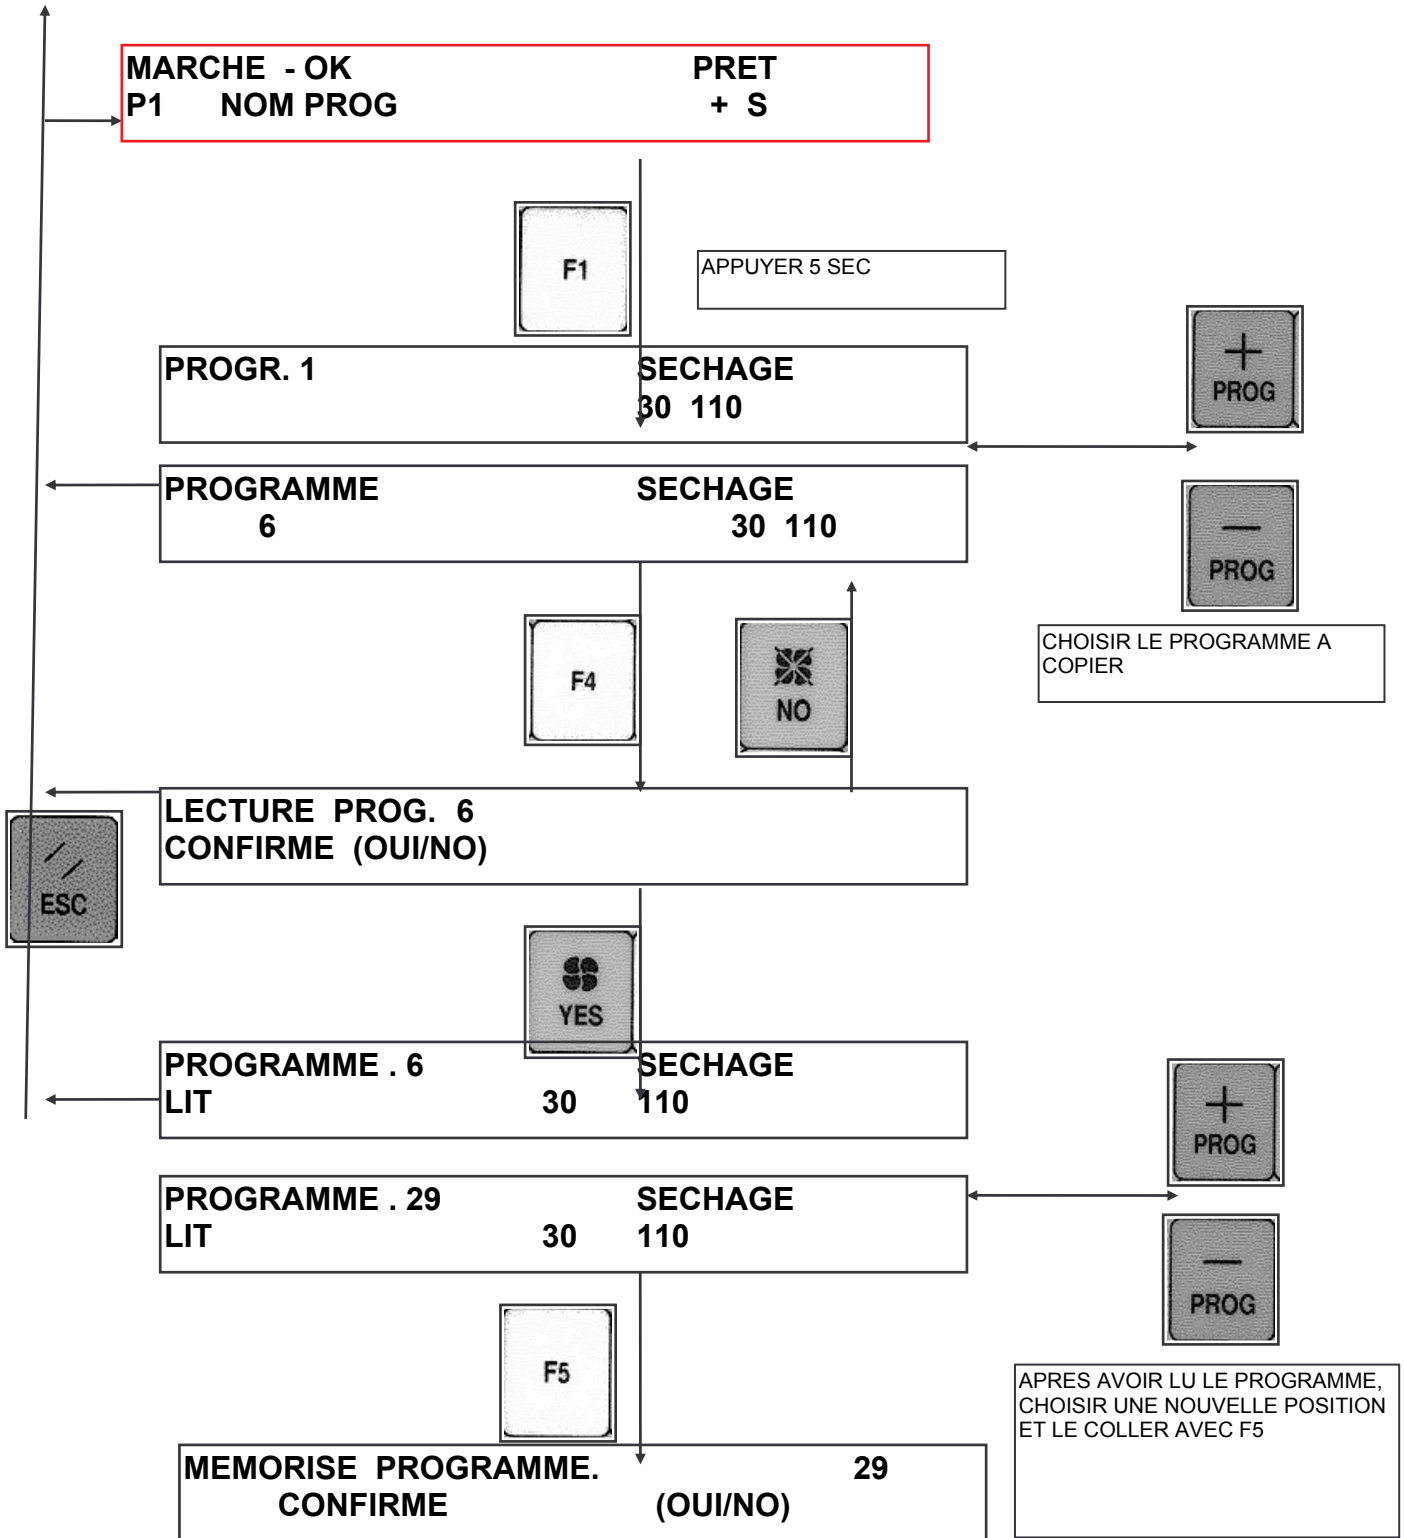 MARCHE - OK PRET
P1 NOM PROG + S
F1
APPUYER 5 SEC
PROGR. 1 SECHAGE
30 110
+
PROG
PROGRAMME SECHAGE
6 30 110
—
PROG
CHOISIR LE PROGRAMME A
COPIER
F4
NO
LECTURE PROG. 6
CONFIRME (OUI/NO)
ESC
YES
PROGRAMME . 6 SECHAGE
LIT 30 110
+
PROG
PROGRAMME . 29 SECHAGE
LIT 30 110
—
PROG
F5
APRES AVOIR LU LE PROGRAMME,
CHOISIR UNE NOUVELLE POSITION
ET LE COLLER AVEC F5
MEMORISE PROGRAMME. 29
CONFIRME (OUI/NO)